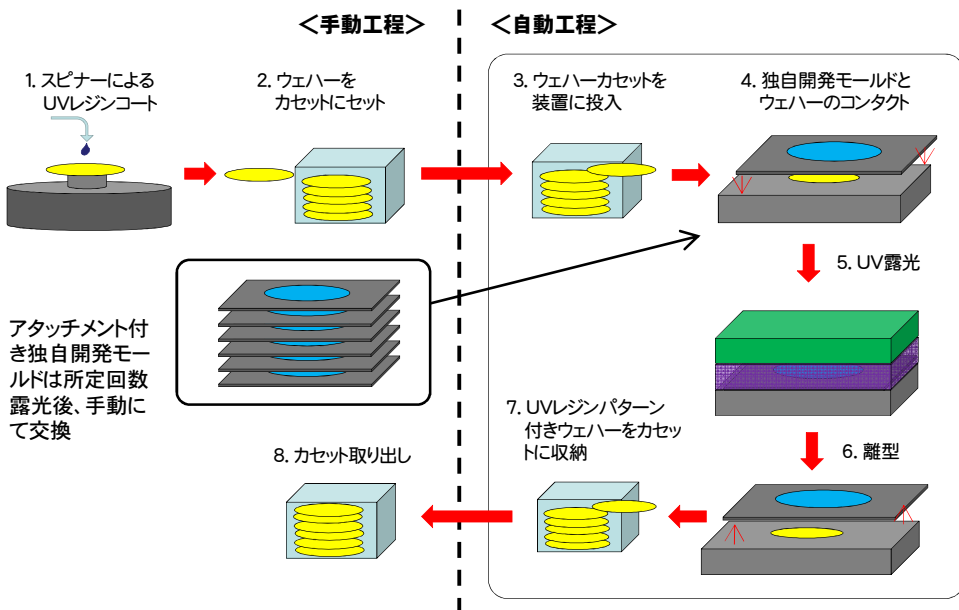 <手動工程>
<自動工程>
1. スピナーによる
UVレジンコート
2. ウェハーを
カセットにセット
3. ウェハーカセットを
装置に投入
4. 独自開発モールドと
ウェハーのコンタクト
5. UV露光
アタッチメント付
き独自開発モー
ルドは所定回数
露光後、手動に
て交換
6. 離型
7. UVレジンパターン
付きウェハーをカセッ
トに収納
8. カセット取り出し